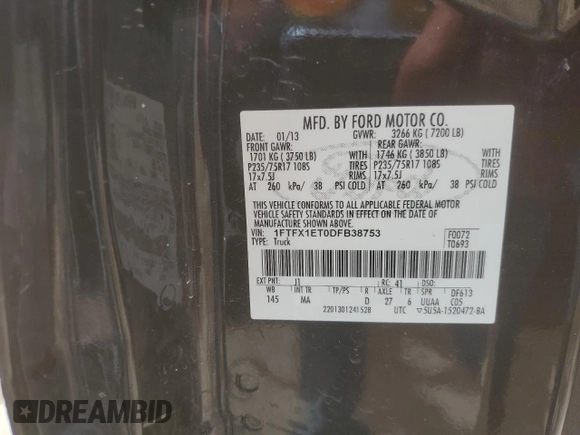 MFD. BY FORD MOTOR CO.
DATE: 01/13 GVWR: 3266 KG ( 7200 LB)
FRONT GAWR: REAR GAWR:
1701 KG ( 3750 LB) WITH 1746 KG ( 3850 LB) WITH
P235/75R17 108S TIRES P235/75R17 108S TIRES
17x7.5J RIMS 17x7.5J RIMS
AT 260 kPa/ 38 PSI COLD AT 260 kPa/ 38 PSI COLD
THIS VEHICLE CONFORMS TO ALL APPLICABLE FEDERAL MOTOR
VEHICLE SAFETY STANDARDS IN EFFECT ON THE DATE OF
MANUFACTURE SHOWN ABOVE.
VIN: 1FTFX1ET0DFB38753 F0072
TYPE: Truck T0693
EXT PNT: J1 RC: 41 DSO:
WB INT TR TP/PS R AXLE TR SPR DF613
145 MA D 27 6 UUAA C05
2201301241528 UTC ▽5U5A-1520472-BA
Ford
DREAMBID